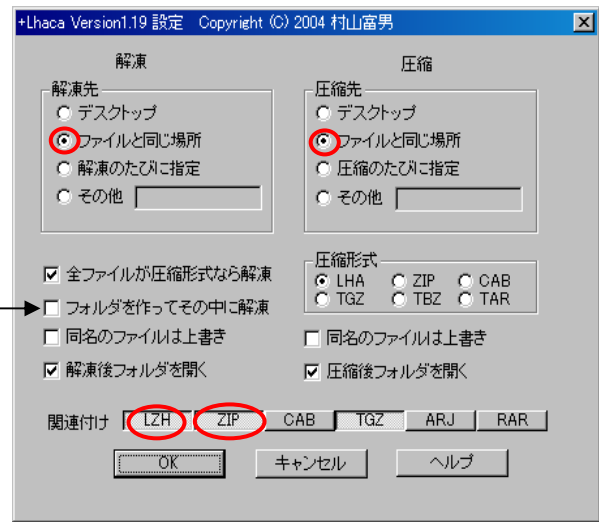 +Lhaca Version1.19 設定 Copyright (C) 2004 村山富男
解凍
解凍先
デスクトップ
ファイルと同じ場所
解凍のたびに指定
その他
全ファイルが圧縮形式なら解凍
フォルダを作ってその中に解凍
同名のファイルは上書き
解凍後フォルダを開く
圧縮
圧縮先
デスクトップ
ファイルと同じ場所
圧縮のたびに指定
その他
圧縮形式
LHA ZIP CAB
TGZ TBZ TAR
同名のファイルは上書き
圧縮後フォルダを開く
関連付け LZH ZIP CAB TGZ ARJ RAR
OK キャンセル ヘルプ